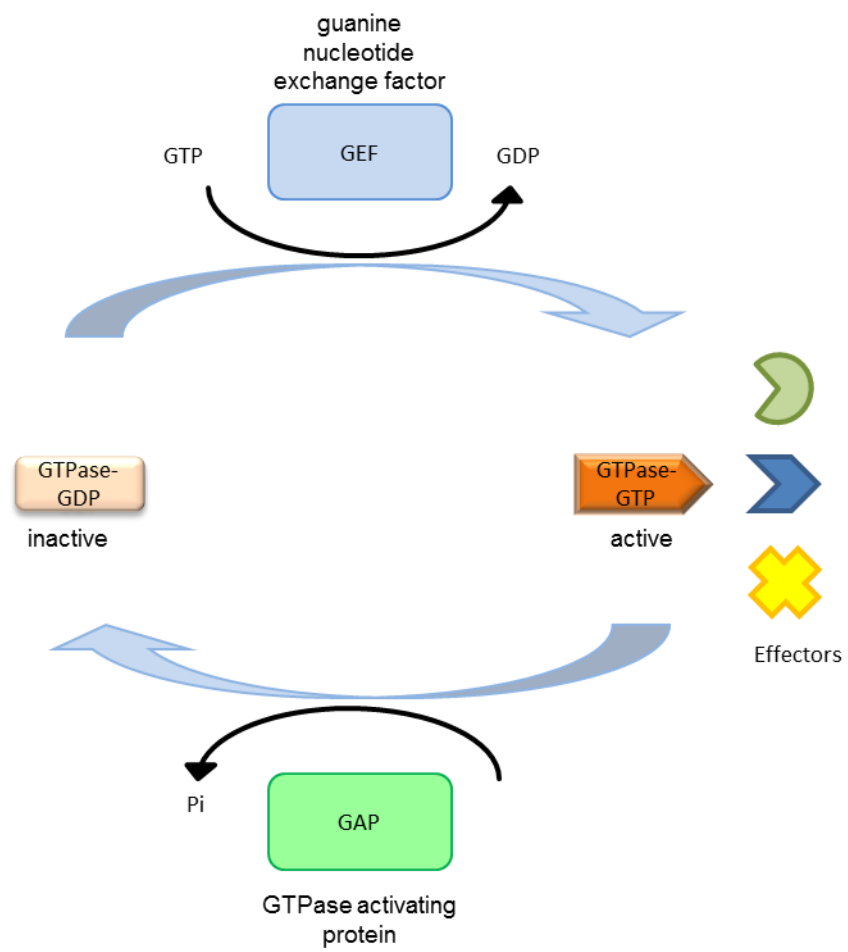 guanine
nucleotide
exchange factor
GTP
GEF
GDP
GTPase-
GDP
inactive
GTPase-
GTP
active
Effectors
Pi
GAP
GTPase activating
protein